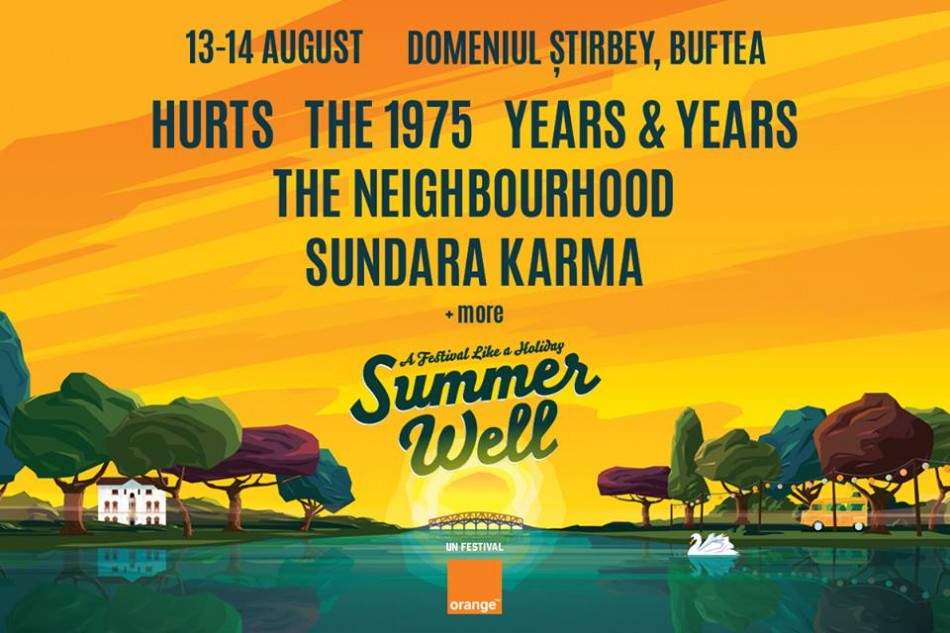 13-14 AUGUST DOMENIUL ȘTIRBEY, BUFTEA
HURTS THE 1975 YEARS & YEARS
THE NEIGHBOURHOOD
SUNDARA KARMA
+ more
A Festival Like a Holiday
Summer
Well
UN FESTIVAL
orange™